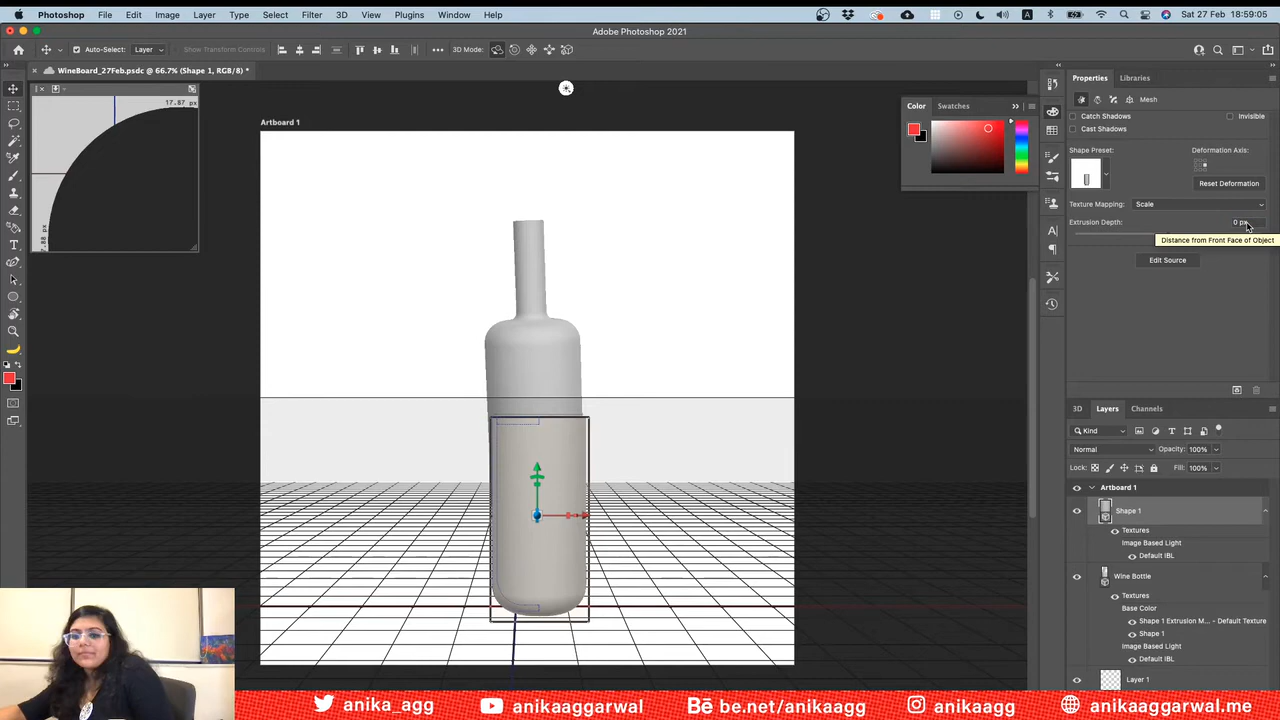 Photoshop File Edit Image Layer Type Select Filter 3D View Plugins Window Help
Sat 27 Feb 18:59:05
Adobe Photoshop 2021
Auto-Select: Layer Show Transform Controls 3D Mode:
WineBoard_27Feb.psdc @ 66.7% (Shape 1, RGB/8) *
17.87 px
Artboard 1
Color Swatches
Properties Libraries
Mesh
Catch Shadows Invisible
Cast Shadows
Shape Preset: Deformation Axis:
Reset Deformation
Texture Mapping: Scale
Extrusion Depth: 0 px
Distance from Front Face of Object
Edit Source
3D Layers Channels
Kind
Normal Opacity: 100%
Lock: Fill: 100%
Artboard 1
Shape 1
Textures
Image Based Light
Default IBL
Wine Bottle
Textures
Base Color
Shape 1 Extrusion M... - Default Texture
Shape 1
Image Based Light
Default IBL
Layer 1
anika_agg anikaaggarwal be.net/anikaagg anikaagg anikaaggarwal.me